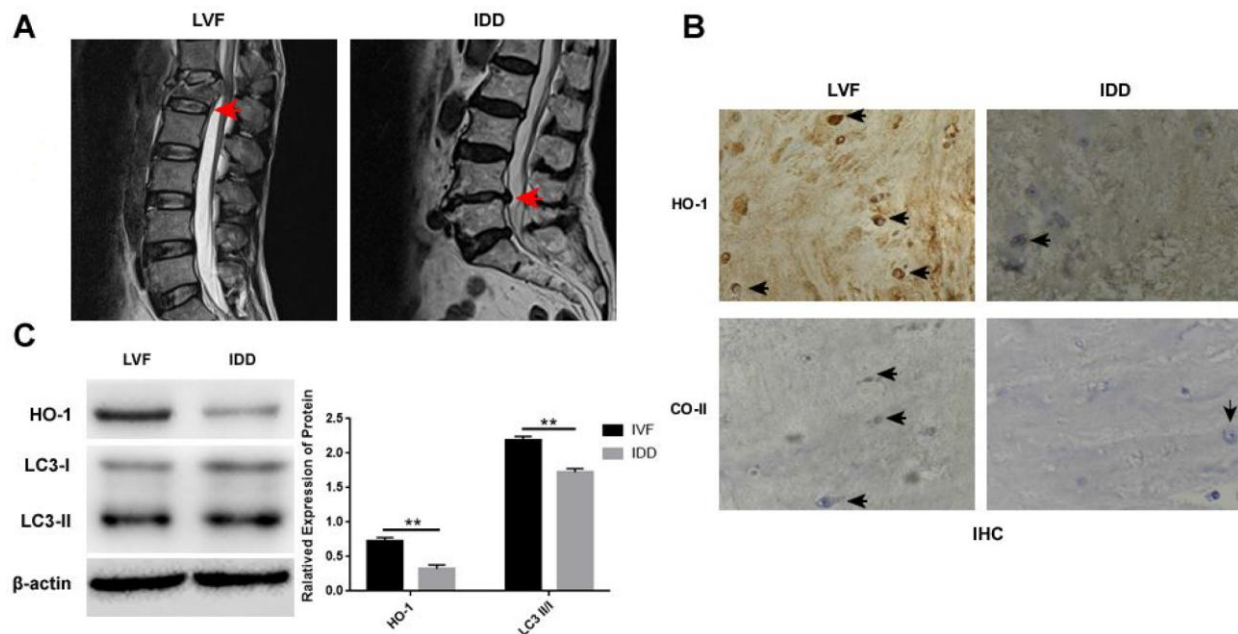 A
LVF
IDD
B
LVF
IDD
HO-1
CO-II
IHC
C
LVF
IDD
HO-1
LC3-I
LC3-II
β-actin
Ralatived Expression of Protein
2.5
2.0
1.5
1.0
0.5
0.0
**
**
IVF
IDD
HO-1
LC3 II/I